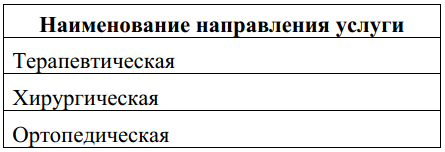 Наименование направления услуги
Терапевтическая
Хирургическая
Ортопедическая